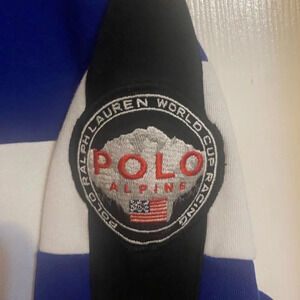 POLO RALPH LAUREN WORLD CUP RACING
POLO
ALPINE